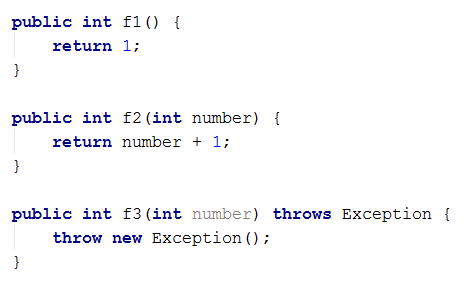 public int f1() {
    return 1;
}
public int f2(int number) {
    return number + 1;
}
public int f3(int number) throws Exception {
    throw new Exception();
}